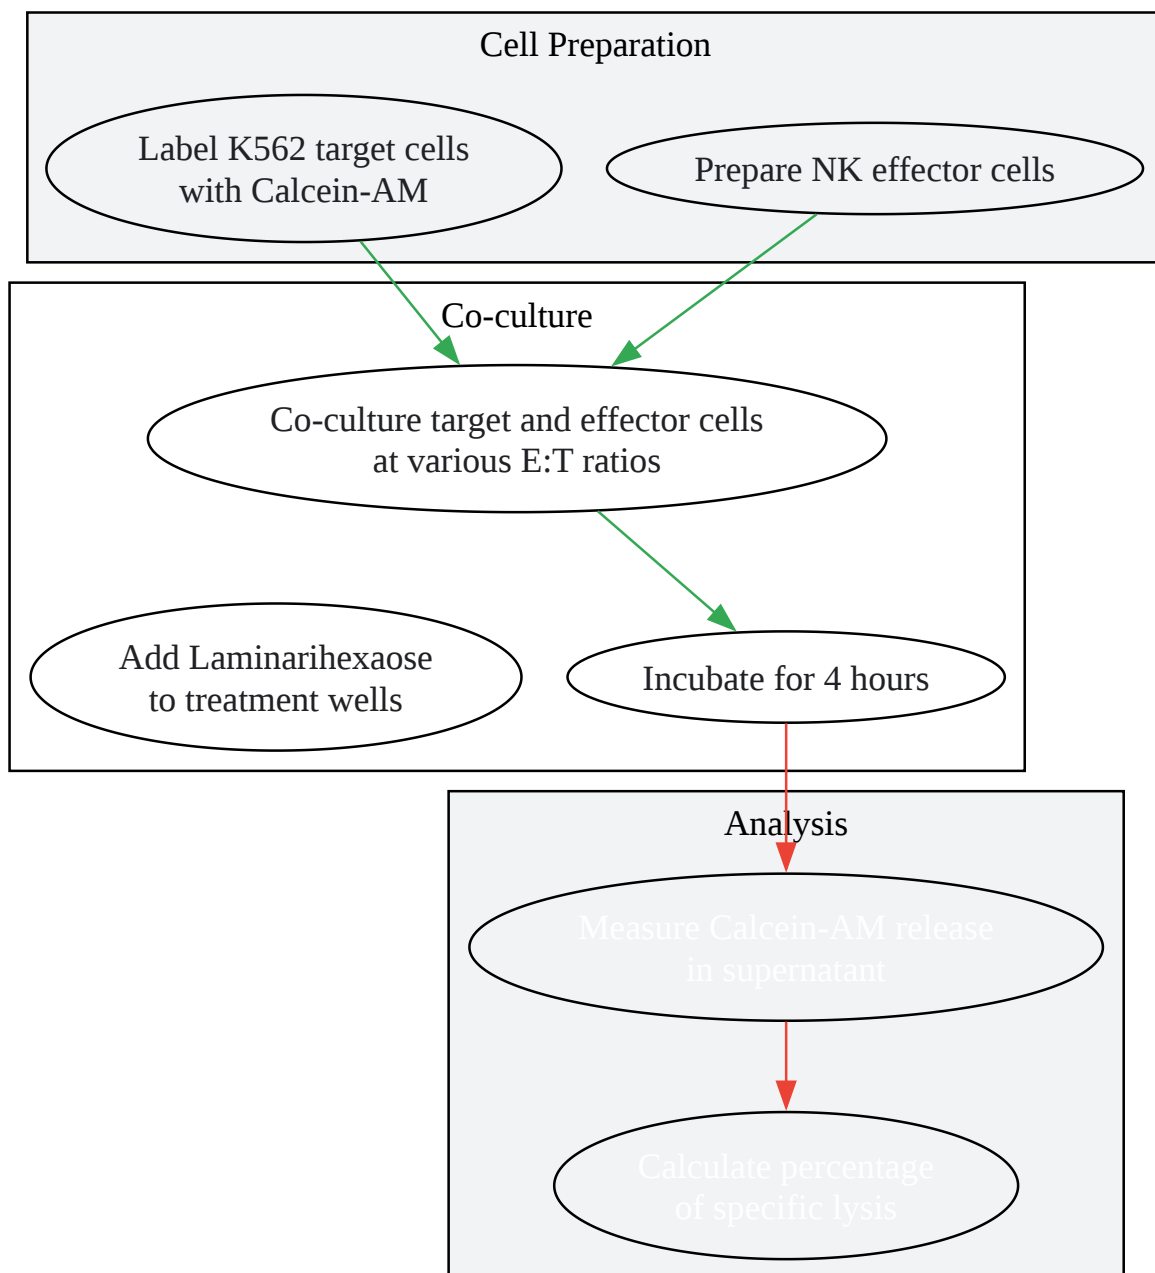 Cell Preparation
Label K562 target cells
with Calcein-AM
Prepare NK effector cells
Co-culture
Co-culture target and effector cells
at various E:T ratios
Add Laminarihexaose
to treatment wells
Incubate for 4 hours
Analysis
Measure Calcein-AM release
in supernatant
Calculate percentage
of specific lysis